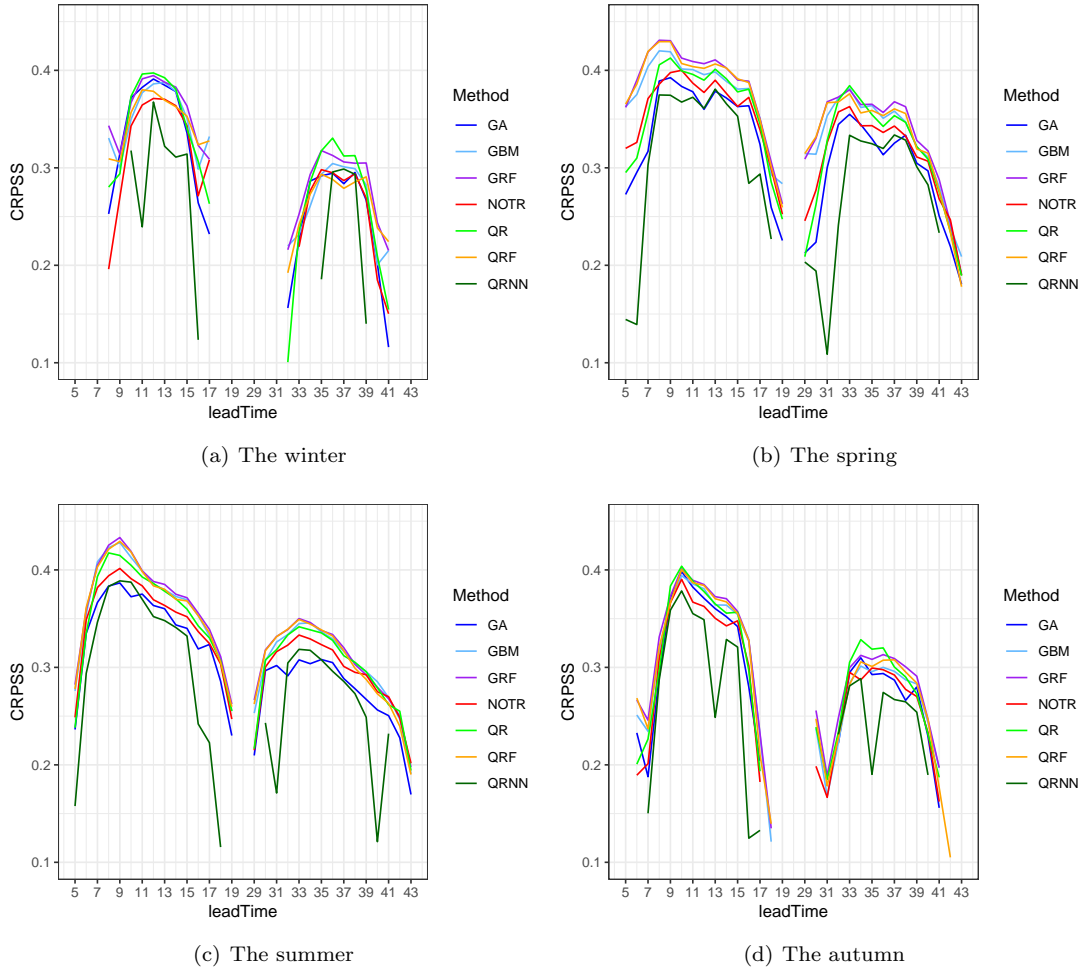 0.4
0.3
0.2
0.1
CRPSS
5 7 9 11 13 15 17 19 29 31 33 35 37 39 41 43
leadTime
Method
GA
GBM
GRF
NOTR
QR
QRF
QRNN
(a) The winter
0.4
0.3
0.2
0.1
CRPSS
5 7 9 11 13 15 17 19 29 31 33 35 37 39 41 43
leadTime
Method
GA
GBM
GRF
NOTR
QR
QRF
QRNN
(b) The spring
0.4
0.3
0.2
0.1
CRPSS
5 7 9 11 13 15 17 19 29 31 33 35 37 39 41 43
leadTime
Method
GA
GBM
GRF
NOTR
QR
QRF
QRNN
(c) The summer
0.4
0.3
0.2
0.1
CRPSS
5 7 9 11 13 15 17 19 29 31 33 35 37 39 41 43
leadTime
Method
GA
GBM
GRF
NOTR
QR
QRF
QRNN
(d) The autumn